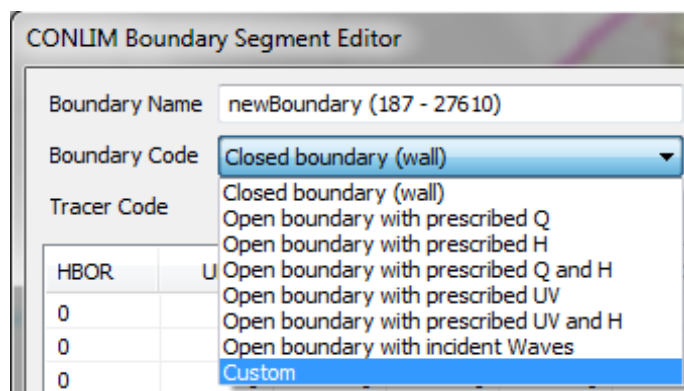 CONLIM Boundary Segment Editor
Boundary Name newBoundary (187 - 27610)
Boundary Code Closed boundary (wall)
Closed boundary (wall)
Tracer Code Open boundary with prescribed Q
Open boundary with prescribed H
HBOR U Open boundary with prescribed Q and H
Open boundary with prescribed UV
0 Open boundary with prescribed UV and H
0 Open boundary with incident Waves
0 Custom